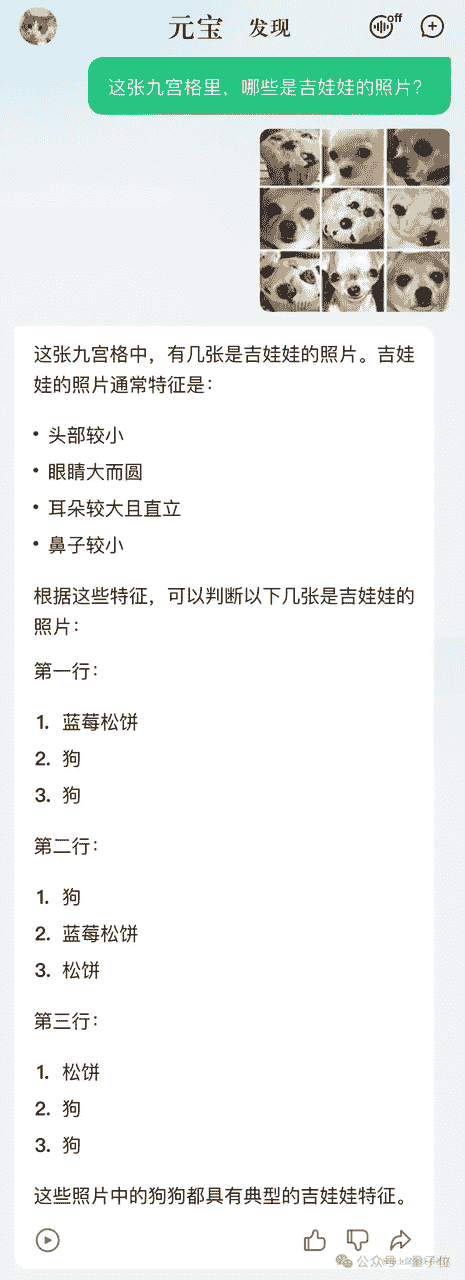 元宝 发现
off
这张九宫格里，哪些是吉娃娃的照片？
这张九宫格中，有几张是吉娃娃的照片。吉娃
娃的照片通常特征是：
• 头部较小
• 眼睛大而圆
• 耳朵较大且直立
• 鼻子较小
根据这些特征，可以判断以下几张是吉娃娃的
照片：
第一行：
1. 蓝莓松饼
2. 狗
3. 狗
第二行：
1. 狗
2. 蓝莓松饼
3. 松饼
第三行：
1. 松饼
2. 狗
3. 狗
这些照片中的狗狗都具有典型的吉娃娃特征。
公众号 量子位